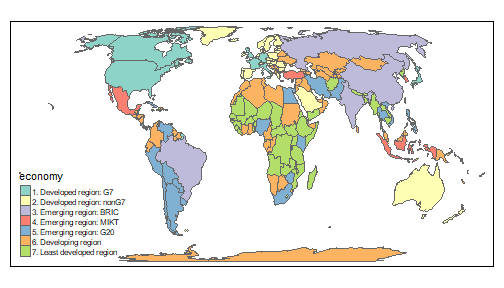 economy
1. Developed region: G7
2. Developed region: nonG7
3. Emerging region: BRIC
4. Emerging region: MIKT
5. Emerging region: G20
6. Developing region
7. Least developed region